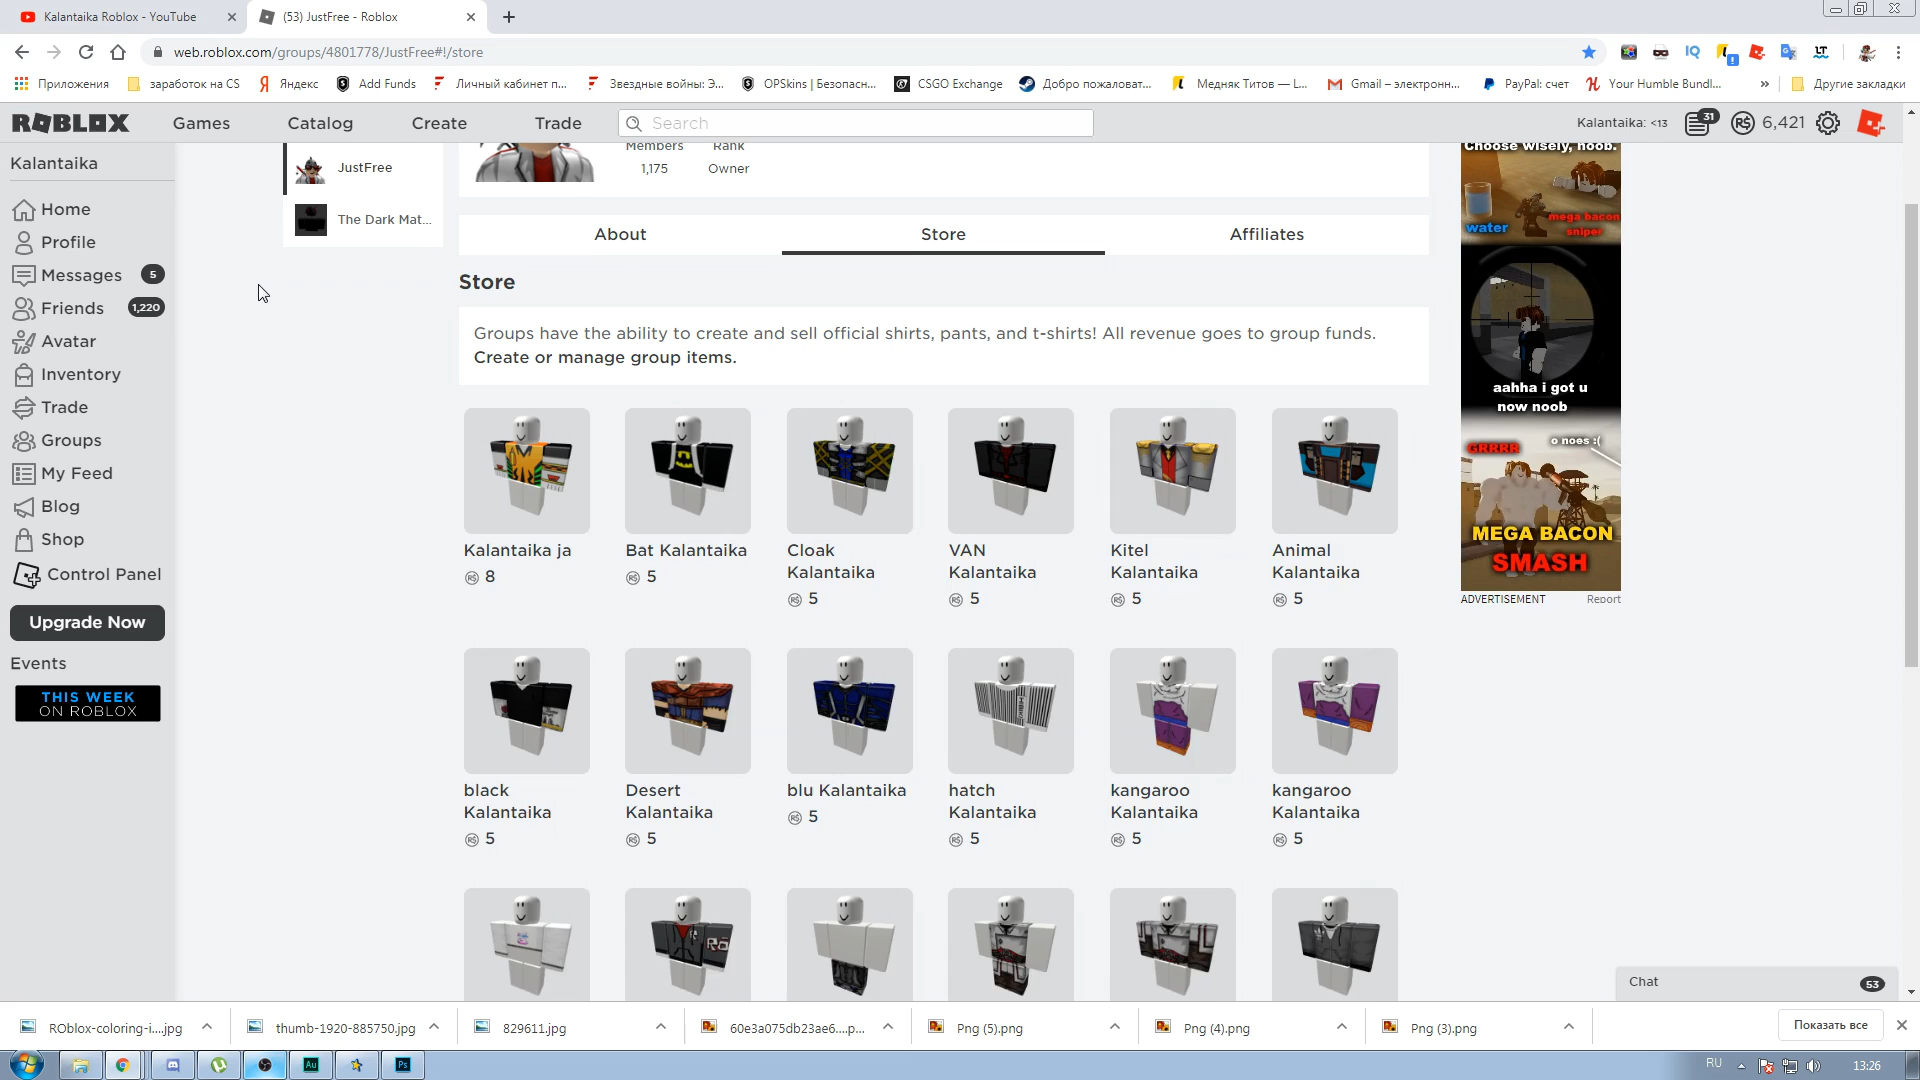 Kalantaika Roblox - YouTube
(53) JustFree - Roblox
web.roblox.com/groups/4801778/JustFree#!/store
Приложения
заработок на CS
Яндекс
Add Funds
Личный кабинет п...
Звездные войны: Э...
OPSkins | Безопасн...
CSGO Exchange
Добро пожаловат...
Медняк Титов — L...
Gmail – электронн...
PayPal: счет
Your Humble Bundl...
»
Другие закладки
ROBLOX
Games
Catalog
Create
Trade
Search
Kalantaika: <13
31
6,421
Kalantaika
Home
Profile
Messages
5
Friends
1,220
Avatar
Inventory
Trade
Groups
My Feed
Blog
Shop
Control Panel
Upgrade Now
Events
THIS WEEK
ON ROBLOX
JustFree
The Dark Mat...
Members
Rank
1,175
Owner
About
Store
Affiliates
Store
Groups have the ability to create and sell official shirts, pants, and t-shirts! All revenue goes to group funds.
Create or manage group items.
Kalantaika ja
8
Bat Kalantaika
5
Cloak
Kalantaika
5
VAN
Kalantaika
5
Kitel
Kalantaika
5
Animal
Kalantaika
5
black
Kalantaika
5
Desert
Kalantaika
5
blu Kalantaika
5
hatch
Kalantaika
5
kangaroo
Kalantaika
5
kangaroo
Kalantaika
5
Choose wisely, noob.
water
mega bacon
sniper
aahha i got u
now noob
GRRRR
o noes :(
MEGA BACON
SMASH
ADVERTISEMENT
Report
Chat
53
ROblox-coloring-i....jpg
thumb-1920-885750.jpg
829611.jpg
60e3a075db23ae6....p...
Png (5).png
Png (4).png
Png (3).png
Показать все
RU
13:26